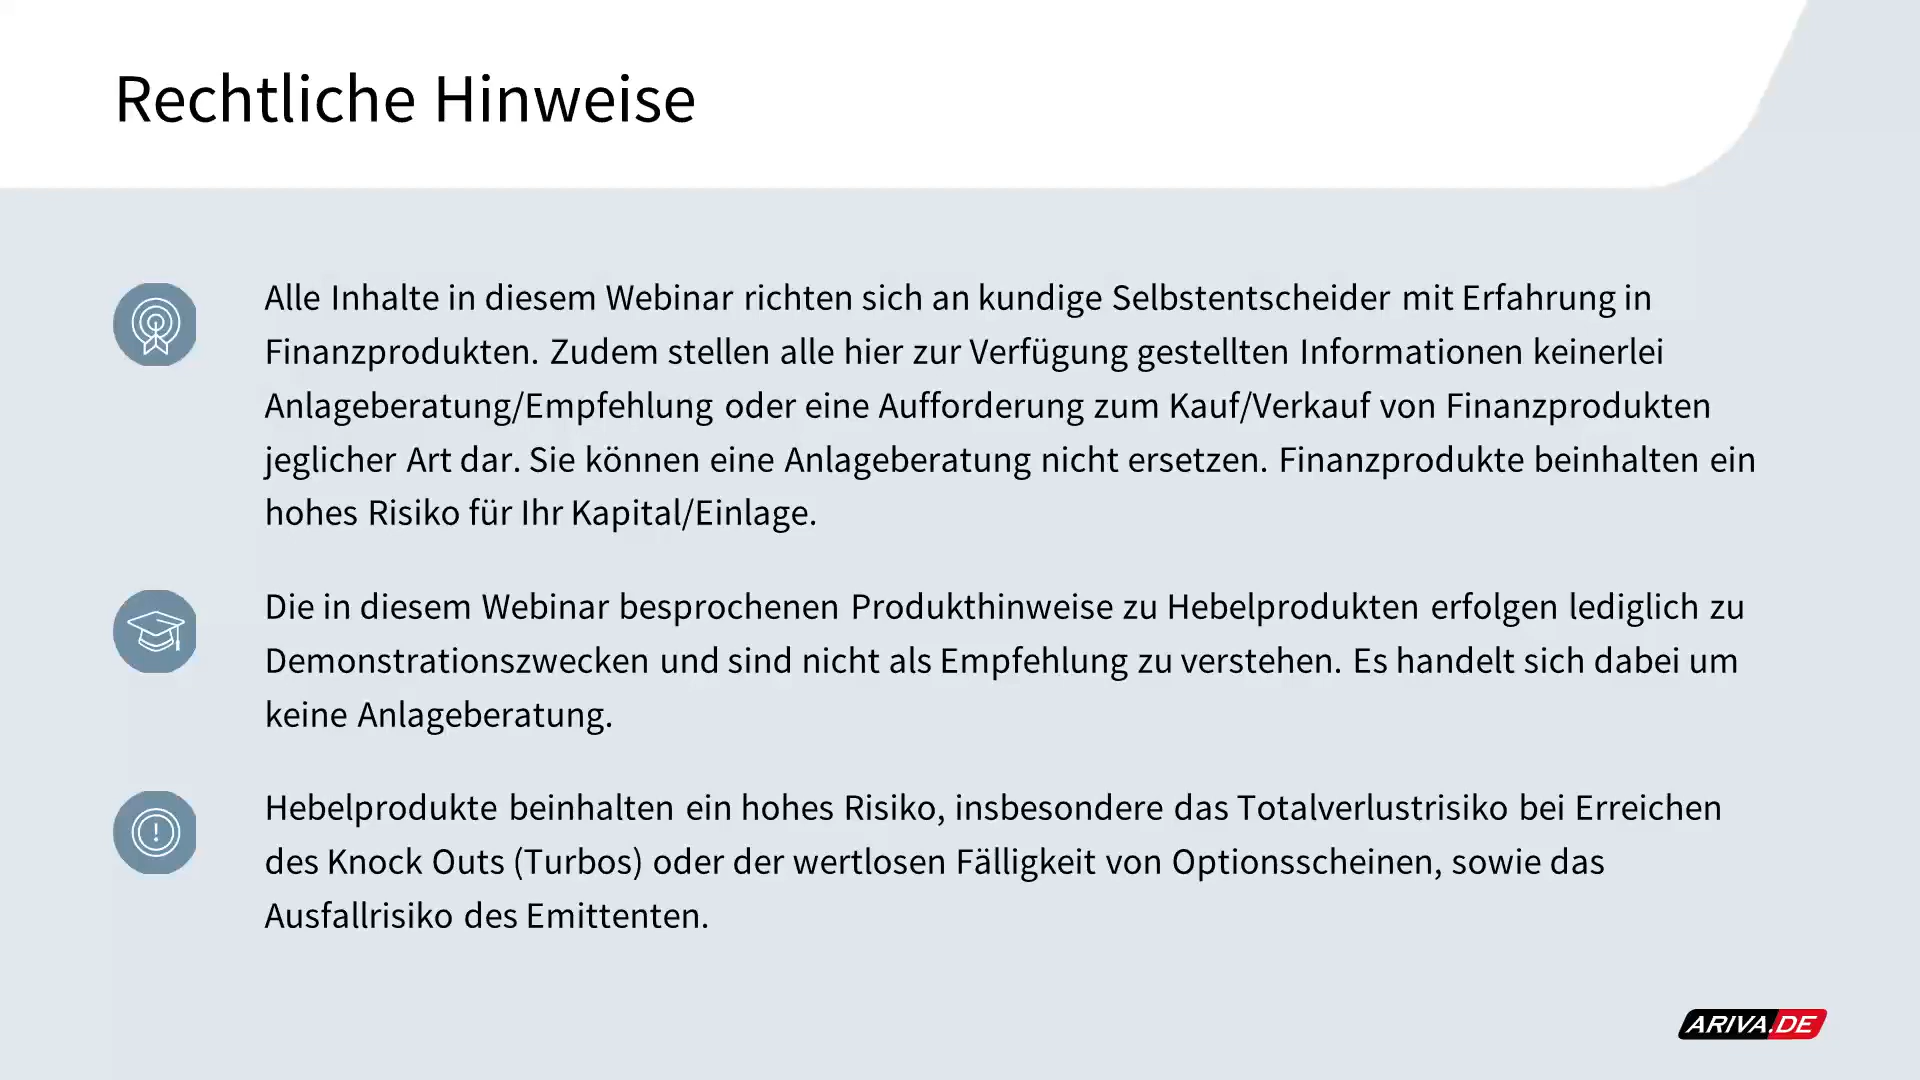 Rechtliche Hinweise
Alle Inhalte in diesem Webinar richten sich an kundige Selbstentscheider mit Erfahrung in
Finanzprodukten. Zudem stellen alle hier zur Verfügung gestellten Informationen keinerlei
Anlageberatung/Empfehlung oder eine Aufforderung zum Kauf/Verkauf von Finanzprodukten
jeglicher Art dar. Sie können eine Anlageberatung nicht ersetzen. Finanzprodukte beinhalten ein
hohes Risiko für Ihr Kapital/Einlage.
Die in diesem Webinar besprochenen Produkthinweise zu Hebelprodukten erfolgen lediglich zu
Demonstrationszwecken und sind nicht als Empfehlung zu verstehen. Es handelt sich dabei um
keine Anlageberatung.
Hebelprodukte beinhalten ein hohes Risiko, insbesondere das Totalverlustrisiko bei Erreichen
des Knock Outs (Turbos) oder der wertlosen Fälligkeit von Optionsscheinen, sowie das
Ausfallrisiko des Emittenten.
ARIVA.DE